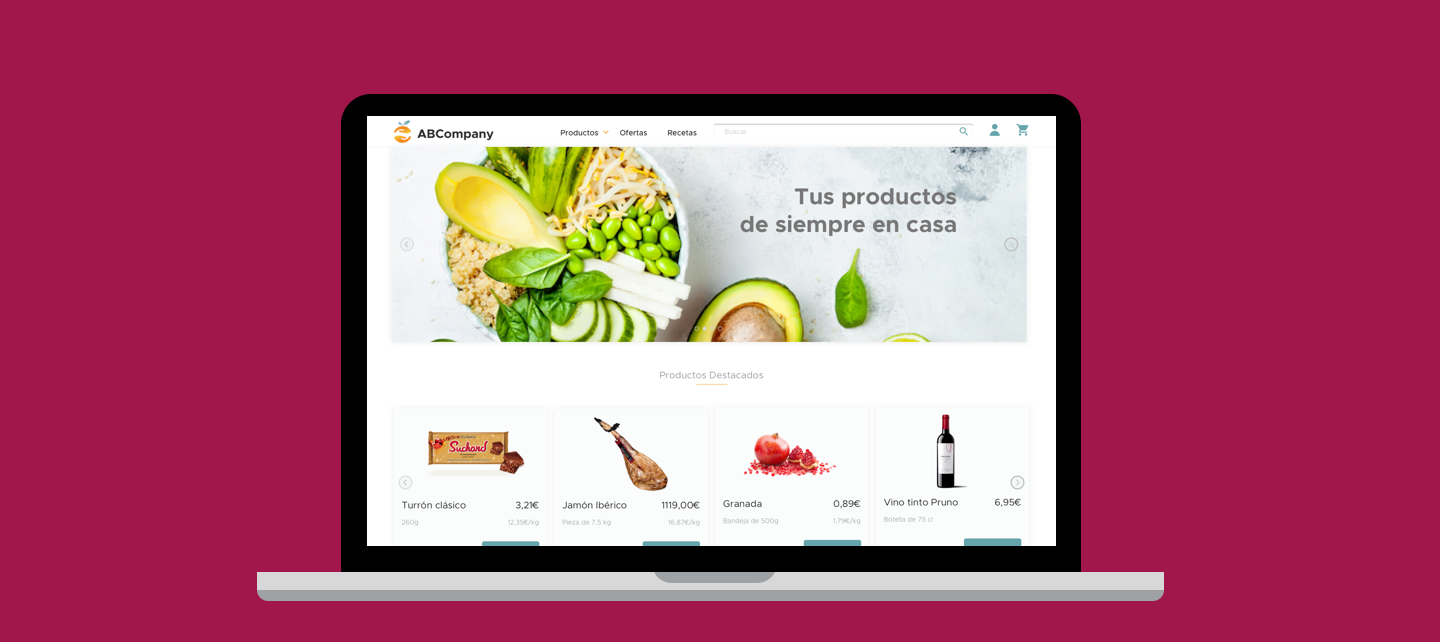 ABCompany
Productos
Ofertas
Recetas
Buscar
Tus productos
de siempre en casa
Productos Destacados
Suchard
Turrón clásico 3,21€
260g 12,35€/kg
Jamón Ibérico 1119,00€
Pieza de 7,5 kg 16,87€/kg
Granada 0,89€
Bandeja de 500g 1,79€/kg
Vino tinto Pruno 6,95€
Botella de 75 cl